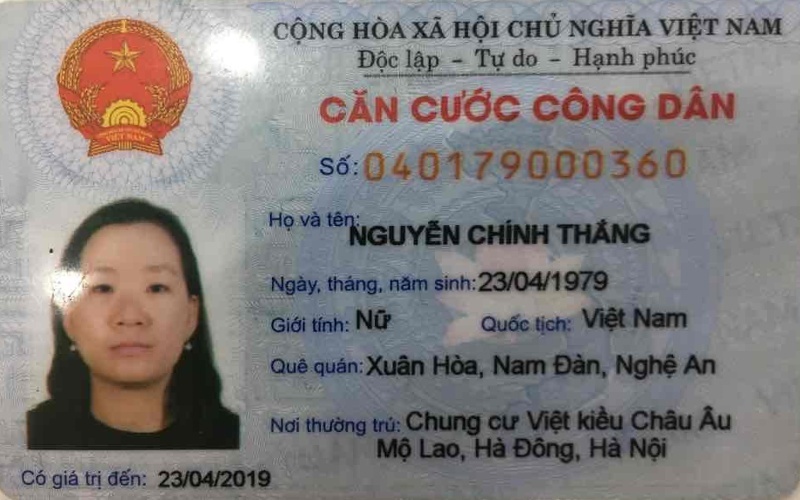 CỘNG HÒA XÃ HỘI CHỦ NGHĨA VIỆT NAM
Độc lập - Tự do - Hạnh phúc
CĂN CƯỚC CÔNG DÂN
Số: 040179000360
Họ và tên: NGUYỄN CHÍNH THẮNG
Ngày, tháng, năm sinh: 23/04/1979
Giới tính: Nữ Quốc tịch: Việt Nam
Quê quán: Xuân Hòa, Nam Đàn, Nghệ An
Nơi thường trú: Chung cư Việt kiều Châu Âu
Mộ Lao, Hà Đông, Hà Nội
Có giá trị đến: 23/04/2019